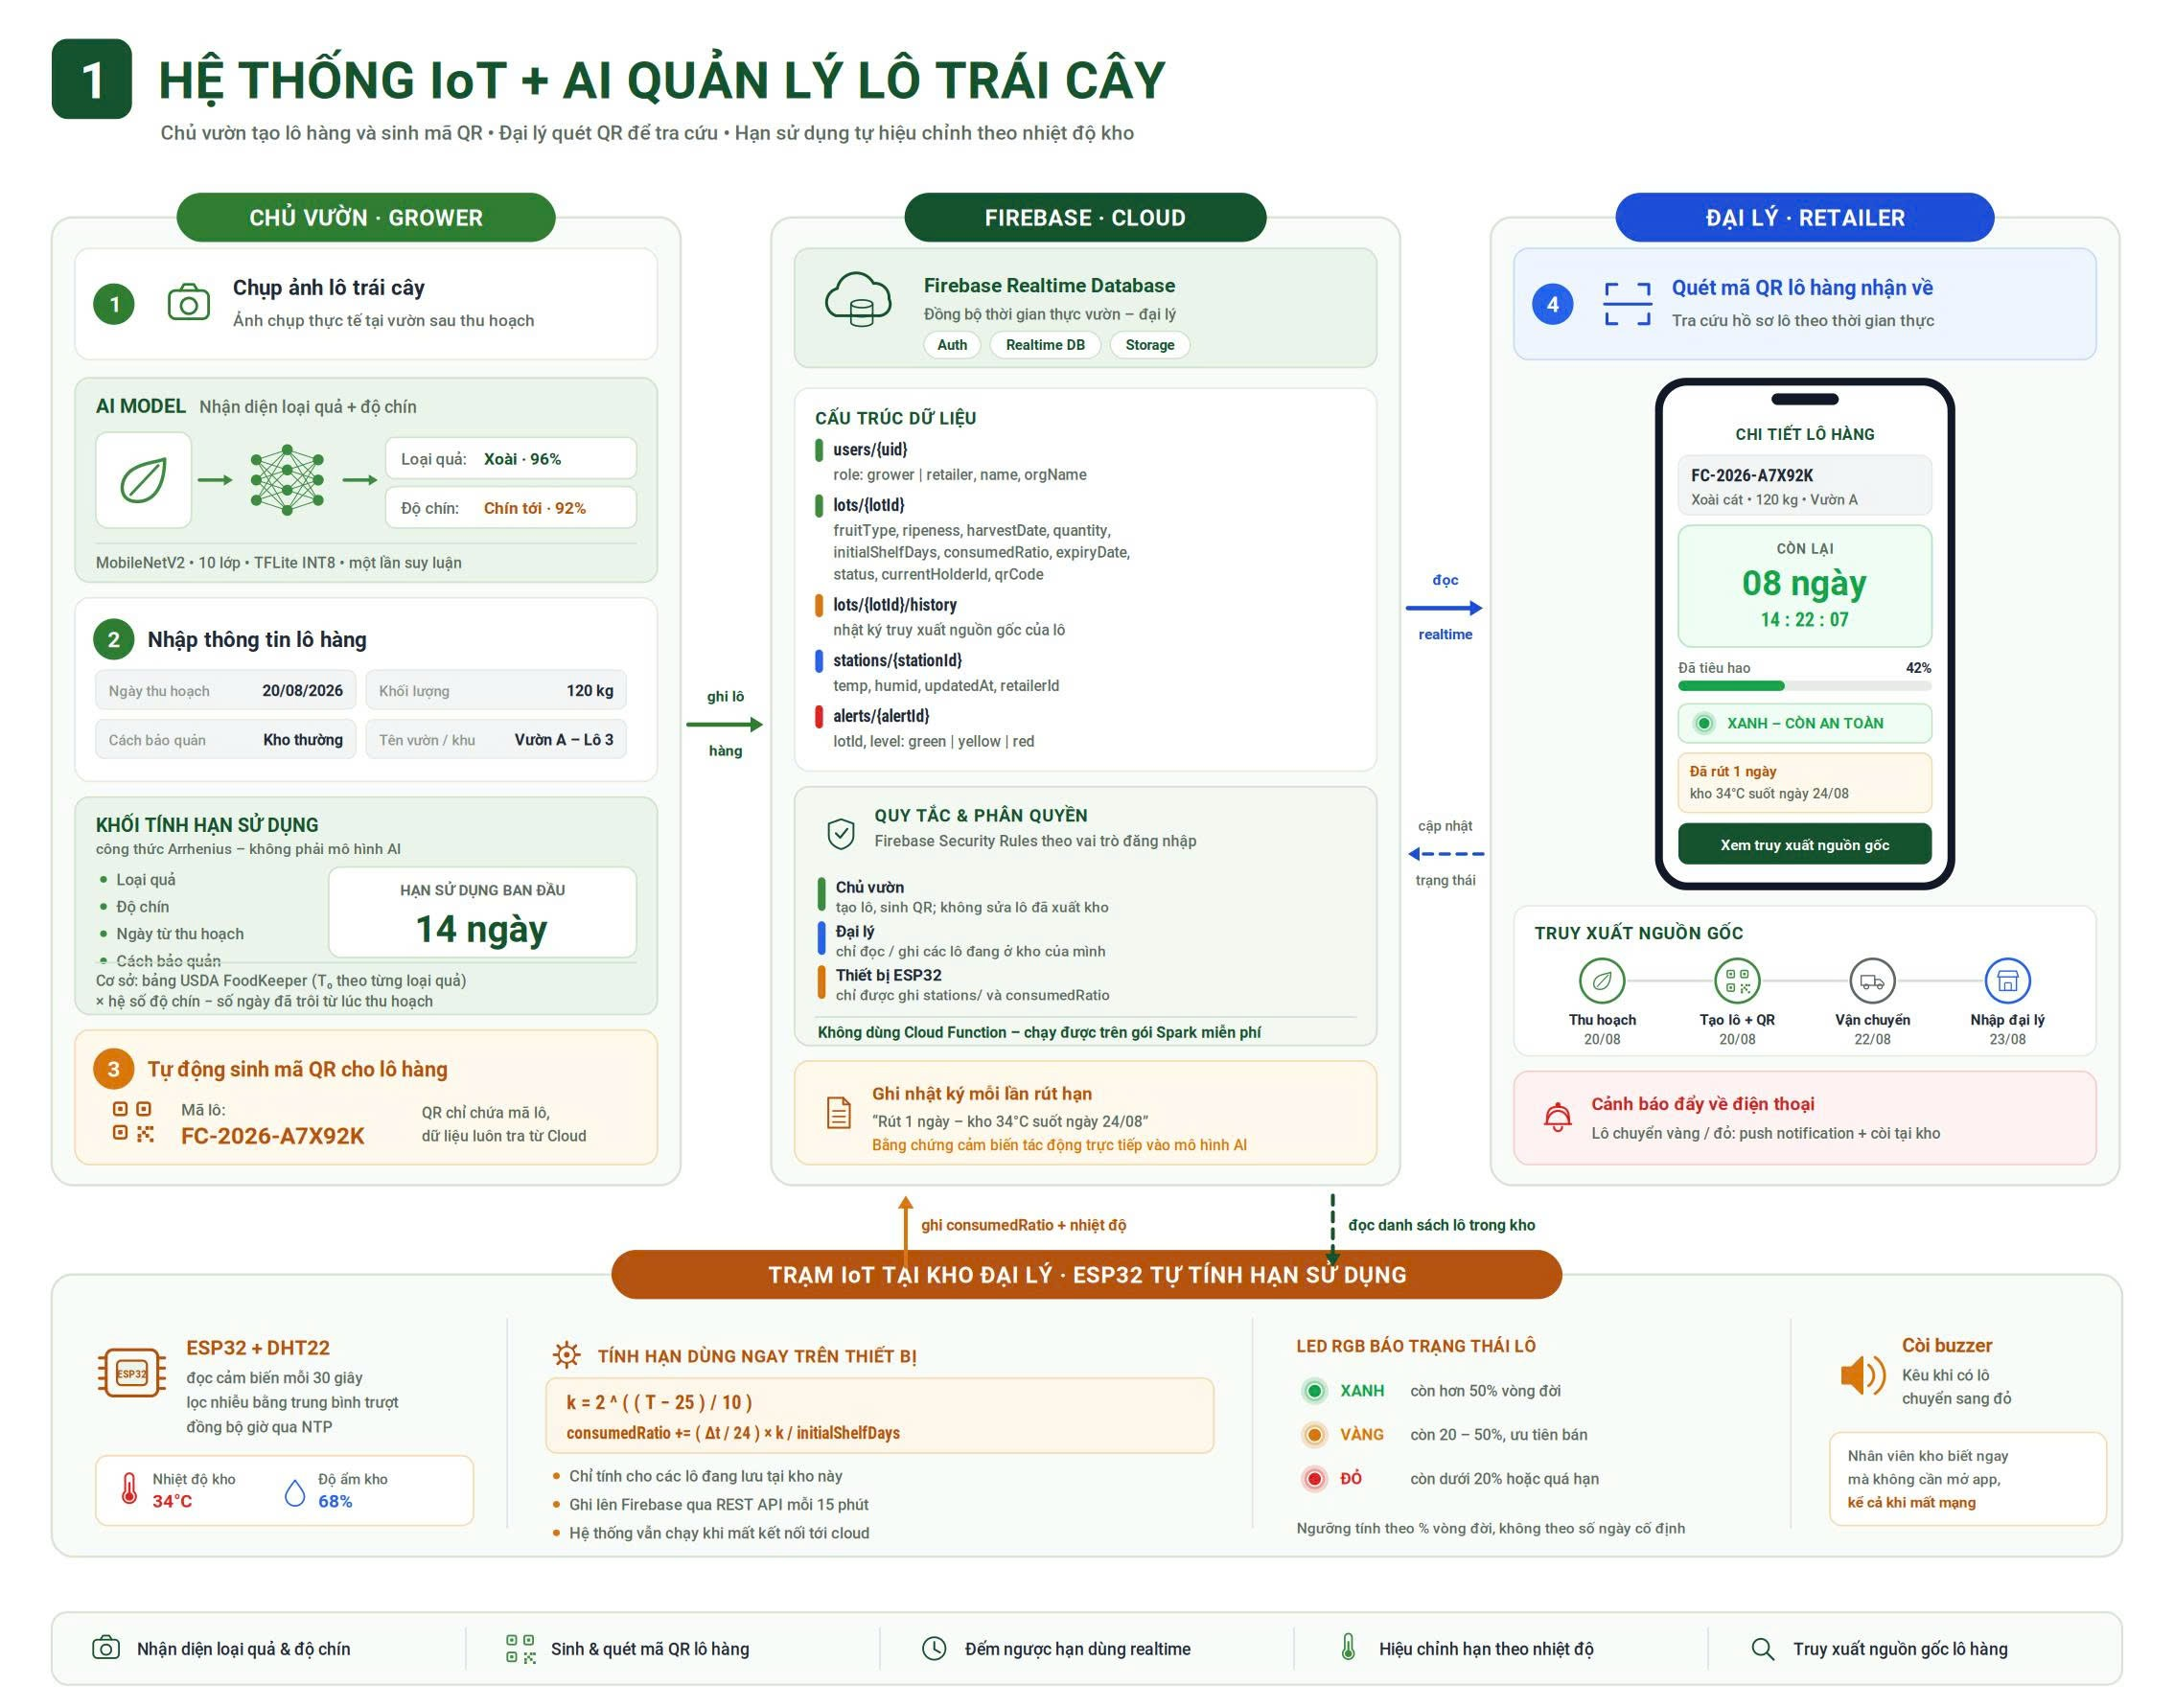 1
HỆ THỐNG IoT + AI QUẢN LÝ LÔ TRÁI CÂY
Chủ vườn tạo lô hàng và sinh mã QR • Đại lý quét QR để tra cứu • Hạn sử dụng tự hiệu chỉnh theo nhiệt độ kho
CHỦ VƯỜN · GROWER
1
Chụp ảnh lô trái cây
Ảnh chụp thực tế tại vườn sau thu hoạch
AI MODEL Nhận diện loại quả + độ chín
Loại quả: Xoài · 96%
Độ chín: Chín tới · 92%
MobileNetV2 • 10 lớp • TFLite INT8 • một lần suy luận
2 Nhập thông tin lô hàng
Ngày thu hoạch 20/08/2026 Khối lượng 120 kg
Cách bảo quản Kho thường Tên vườn / khu Vườn A – Lô 3
KHỐI TÍNH HẠN SỬ DỤNG
công thức Arrhenius – không phải mô hình AI
• Loại quả
• Độ chín
• Ngày từ thu hoạch
• Cách bảo quản
HẠN SỬ DỤNG BAN ĐẦU
14 ngày
Cơ sở: bảng USDA FoodKeeper (T₀ theo từng loại quả)
× hệ số độ chín − số ngày đã trôi từ lúc thu hoạch
3 Tự động sinh mã QR cho lô hàng
Mã lô:
FC-2026-A7X92K
QR chỉ chứa mã lô,
dữ liệu luôn tra từ Cloud
ghi lô
hàng
FIREBASE · CLOUD
Firebase Realtime Database
Đồng bộ thời gian thực vườn – đại lý
Auth Realtime DB Storage
CẤU TRÚC DỮ LIỆU
users/{uid}
role: grower | retailer, name, orgName
lots/{lotId}
fruitType, ripeness, harvestDate, quantity,
initialShelfDays, consumedRatio, expiryDate,
status, currentHolderId, qrCode
lots/{lotId}/history
nhật ký truy xuất nguồn gốc của lô
stations/{stationId}
temp, humid, updatedAt, retailerId
alerts/{alertId}
lotId, level: green | yellow | red
QUY TẮC & PHÂN QUYỀN
Firebase Security Rules theo vai trò đăng nhập
Chủ vườn
tạo lô, sinh QR; không sửa lô đã xuất kho
Đại lý
chỉ đọc / ghi các lô đang ở kho của mình
Thiết bị ESP32
chỉ được ghi stations/ và consumedRatio
Không dùng Cloud Function – chạy được trên gói Spark miễn phí
Ghi nhật ký mỗi lần rút hạn
“Rút 1 ngày – kho 34°C suốt ngày 24/08”
Bằng chứng cảm biến tác động trực tiếp vào mô hình AI
đọc
realtime
cập nhật
trạng thái
ĐẠI LÝ · RETAILER
4
Quét mã QR lô hàng nhận về
Tra cứu hồ sơ lô theo thời gian thực
CHI TIẾT LÔ HÀNG
FC-2026-A7X92K
Xoài cát • 120 kg • Vườn A
CÒN LẠI
08 ngày
14 : 22 : 07
Đã tiêu hao 42%
XANH – CÒN AN TOÀN
Đã rút 1 ngày
kho 34°C suốt ngày 24/08
Xem truy xuất nguồn gốc
TRUY XUẤT NGUỒN GỐC
Thu hoạch Tạo lô + QR Vận chuyển Nhập đại lý
20/08 20/08 22/08 23/08
Cảnh báo đẩy về điện thoại
Lô chuyển vàng / đỏ: push notification + còi tại kho
ghi consumedRatio + nhiệt độ
đọc danh sách lô trong kho
TRẠM IoT TẠI KHO ĐẠI LÝ · ESP32 TỰ TÍNH HẠN SỬ DỤNG
ESP32
ESP32 + DHT22
đọc cảm biến mỗi 30 giây
lọc nhiễu bằng trung bình trượt
đồng bộ giờ qua NTP
Nhiệt độ kho Độ ẩm kho
34°C 68%
TÍNH HẠN DÙNG NGAY TRÊN THIẾT BỊ
k = 2 ^ ( ( T − 25 ) / 10 )
consumedRatio += ( Δt / 24 ) × k / initialShelfDays
• Chỉ tính cho các lô đang lưu tại kho này
• Ghi lên Firebase qua REST API mỗi 15 phút
• Hệ thống vẫn chạy khi mất kết nối tới cloud
LED RGB BÁO TRẠNG THÁI LÔ
XANH còn hơn 50% vòng đời
VÀNG còn 20 – 50%, ưu tiên bán
ĐỎ còn dưới 20% hoặc quá hạn
Ngưỡng tính theo % vòng đời, không theo số ngày cố định
Còi buzzer
Kêu khi có lô
chuyển sang đỏ
Nhân viên kho biết ngay
mà không cần mở app,
kể cả khi mất mạng
Nhận diện loại quả & độ chín
Sinh & quét mã QR lô hàng
Đếm ngược hạn dùng realtime
Hiệu chỉnh hạn theo nhiệt độ
Truy xuất nguồn gốc lô hàng